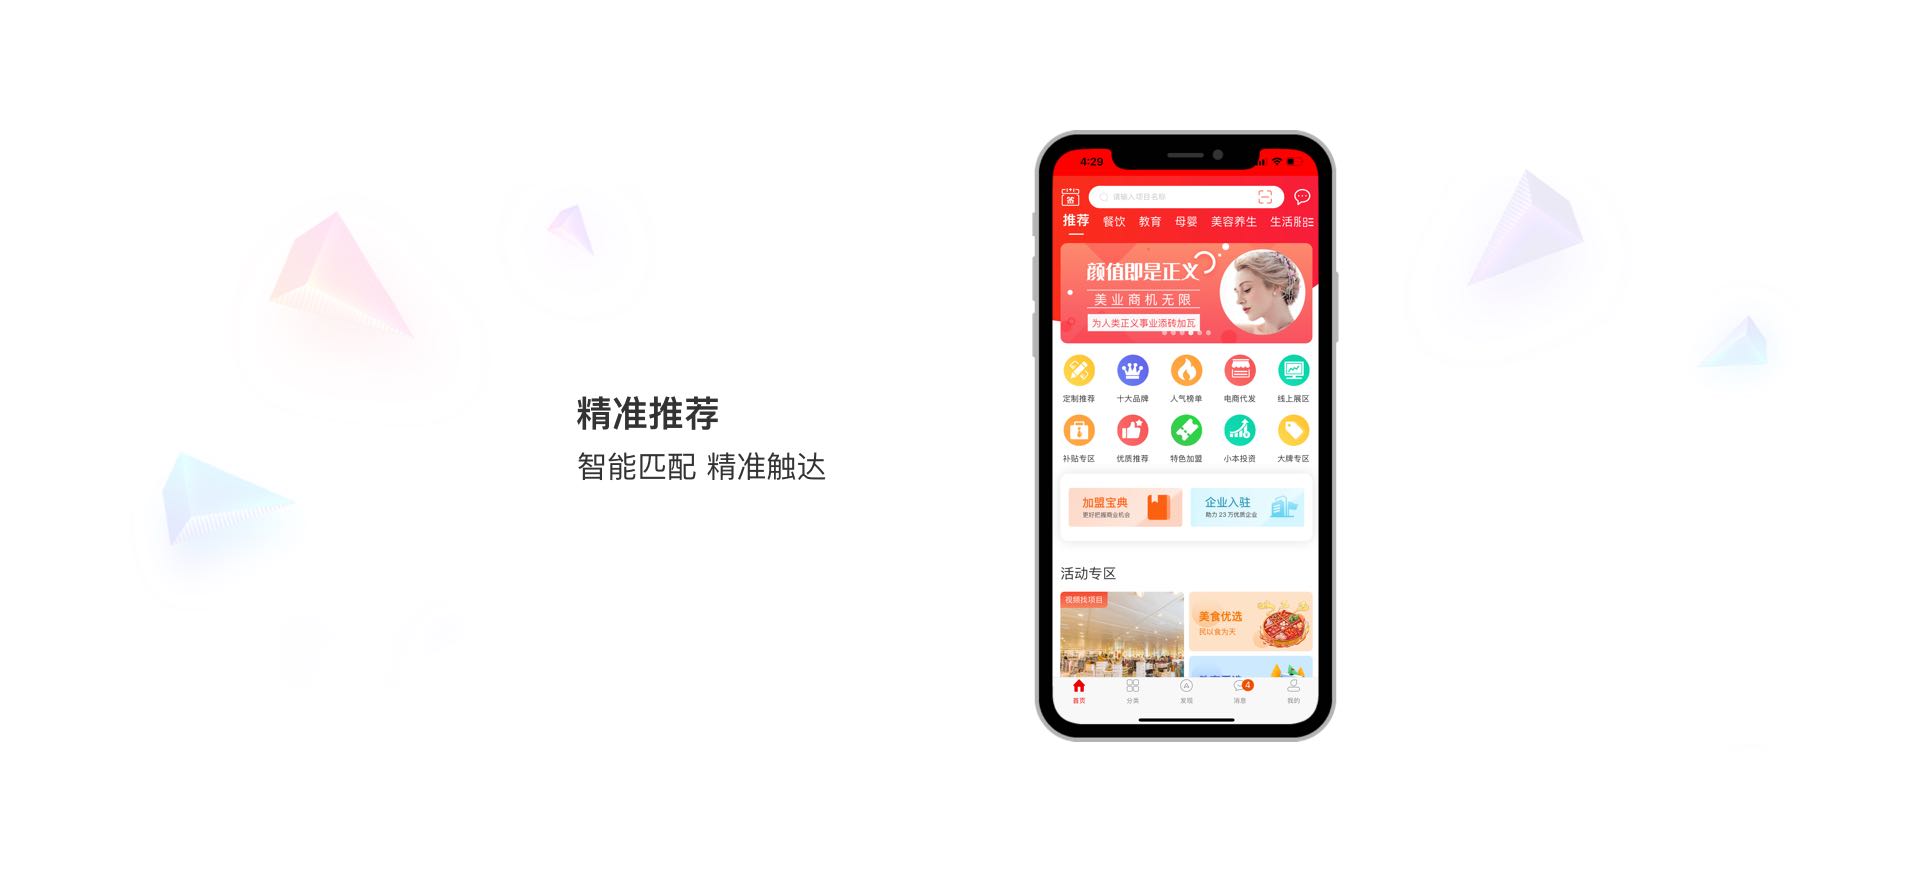 精准推荐
智能匹配 精准触达
4:29
签
请输入项目名称
推荐 餐饮 教育 母婴 美容养生 生活服
颜值即是正义
美业商机无限
为人类正义事业添砖加瓦
定制推荐 十大品牌 人气榜单 电商代发 线上展区
补贴专区 优质推荐 特色加盟 小本投资 大牌专区
加盟宝典 企业入驻
更好把握商业机会 助力 23 万优质企业
活动专区
视频找项目
美食优选
民以食为天
4
首页 分类 发现 消息 我的